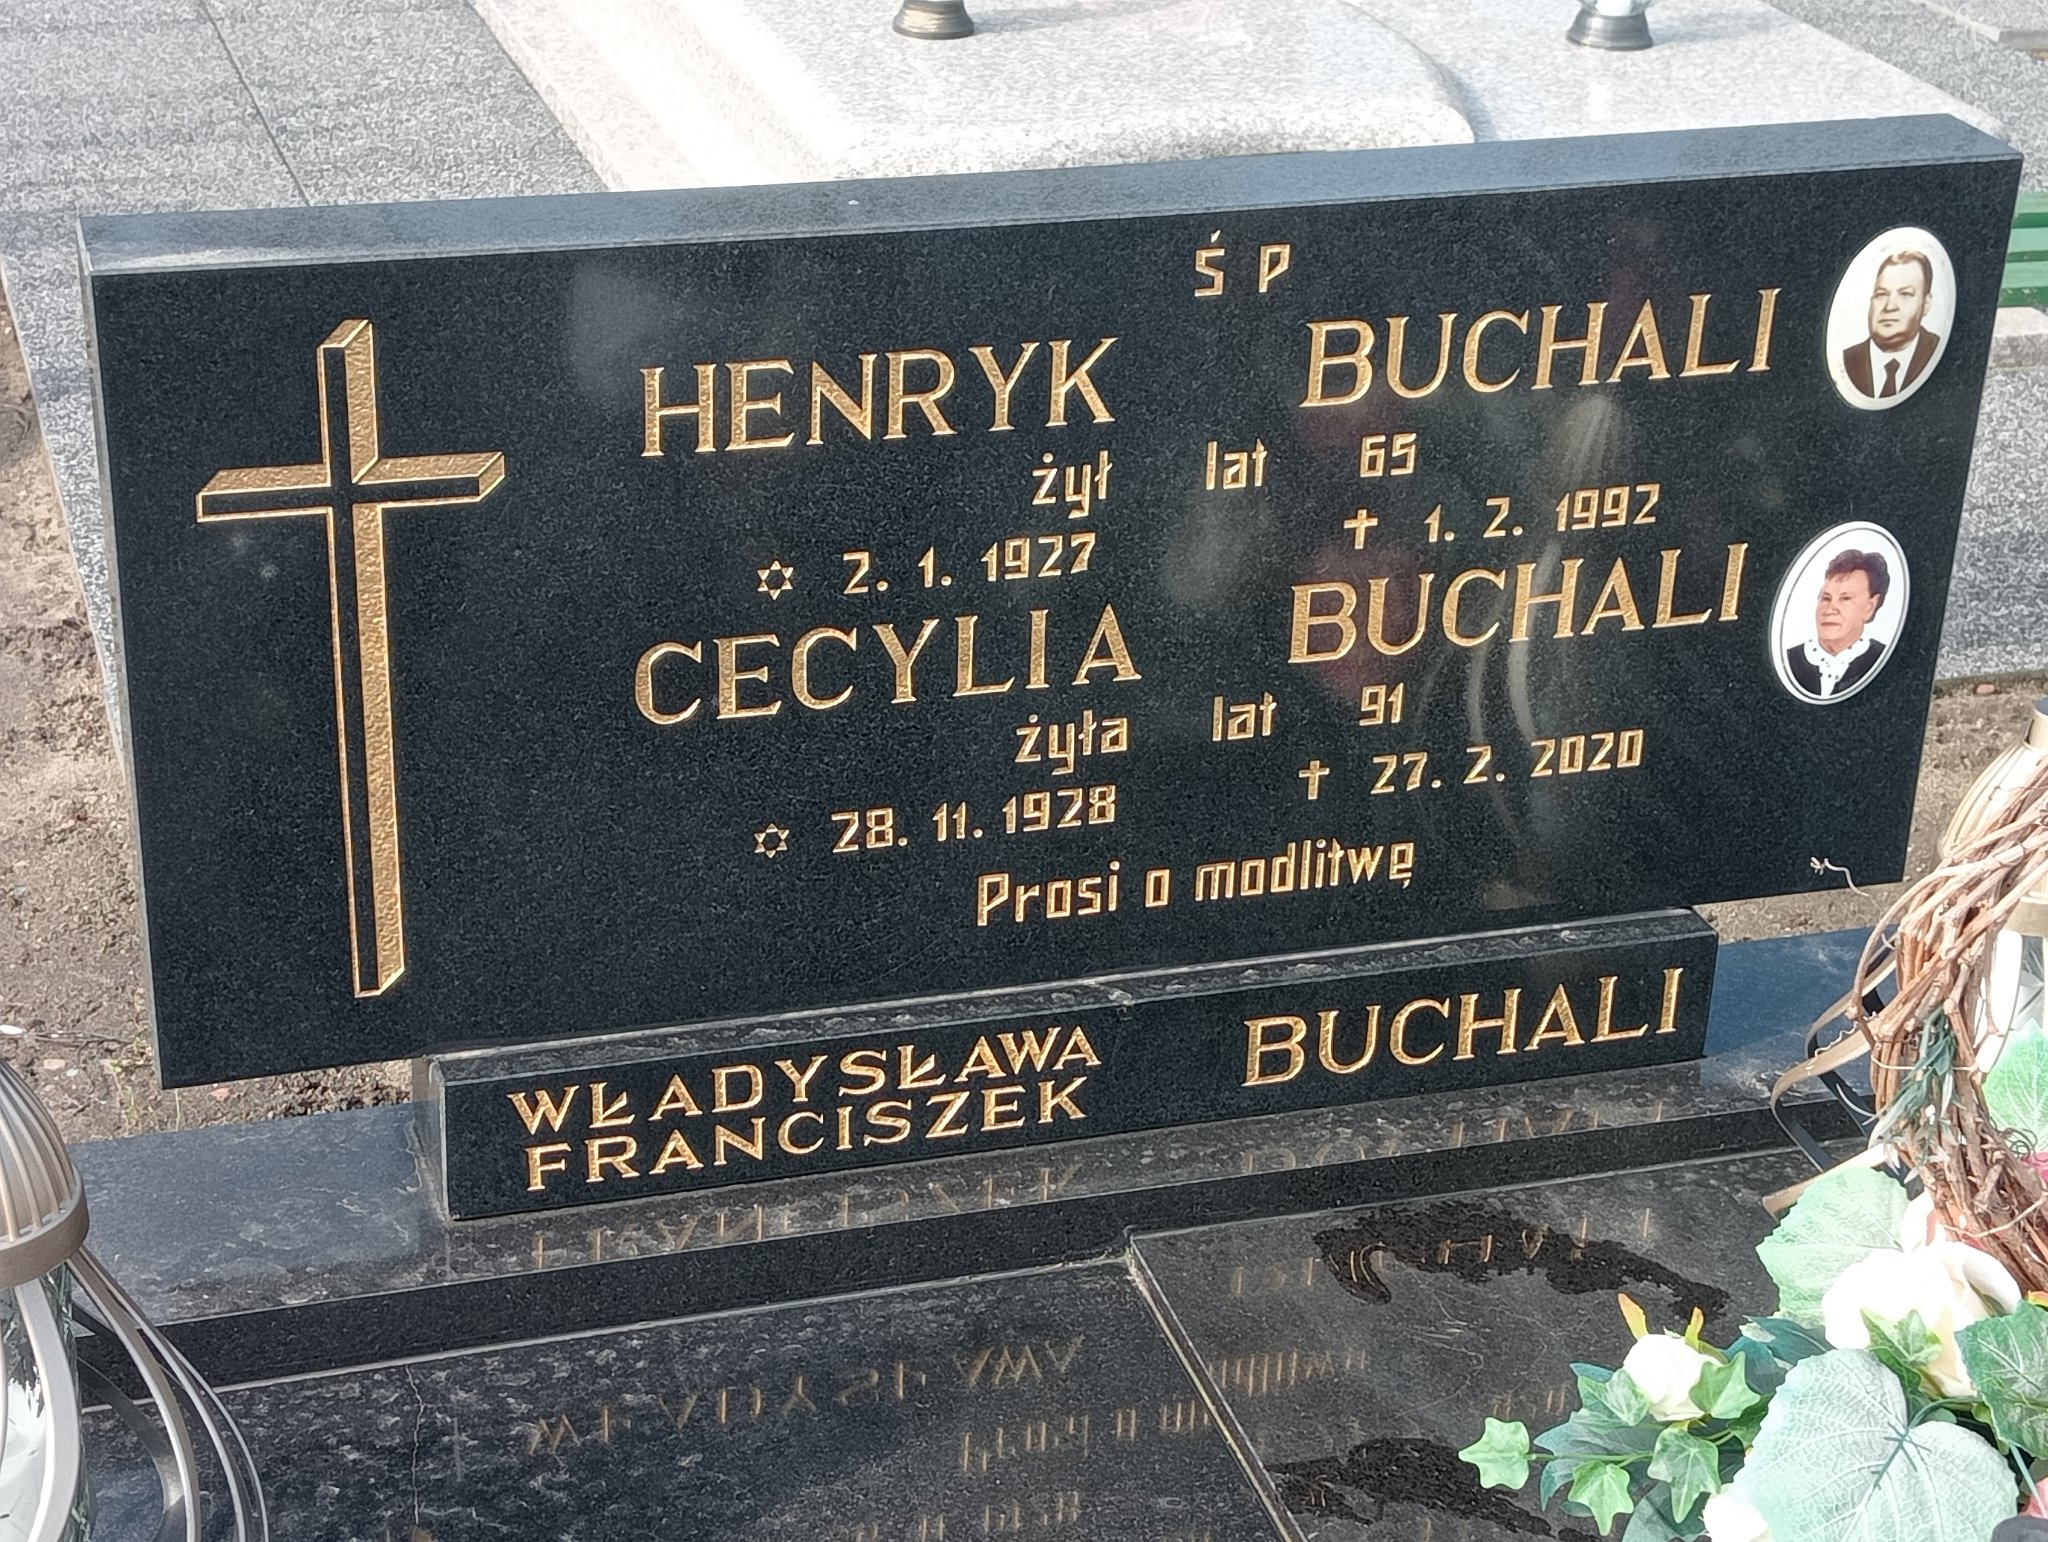 Ś P
HENRYK BUCHALI
żył lat 65
✡ 2. 1. 1927 ✝ 1. 2. 1992
CECYLIA BUCHALI
żyła lat 91
✡ 28. 11. 1928 ✝ 27. 2. 2020
Prosi o modlitwę
WŁADYSŁAWA BUCHALI
FRANCISZEK